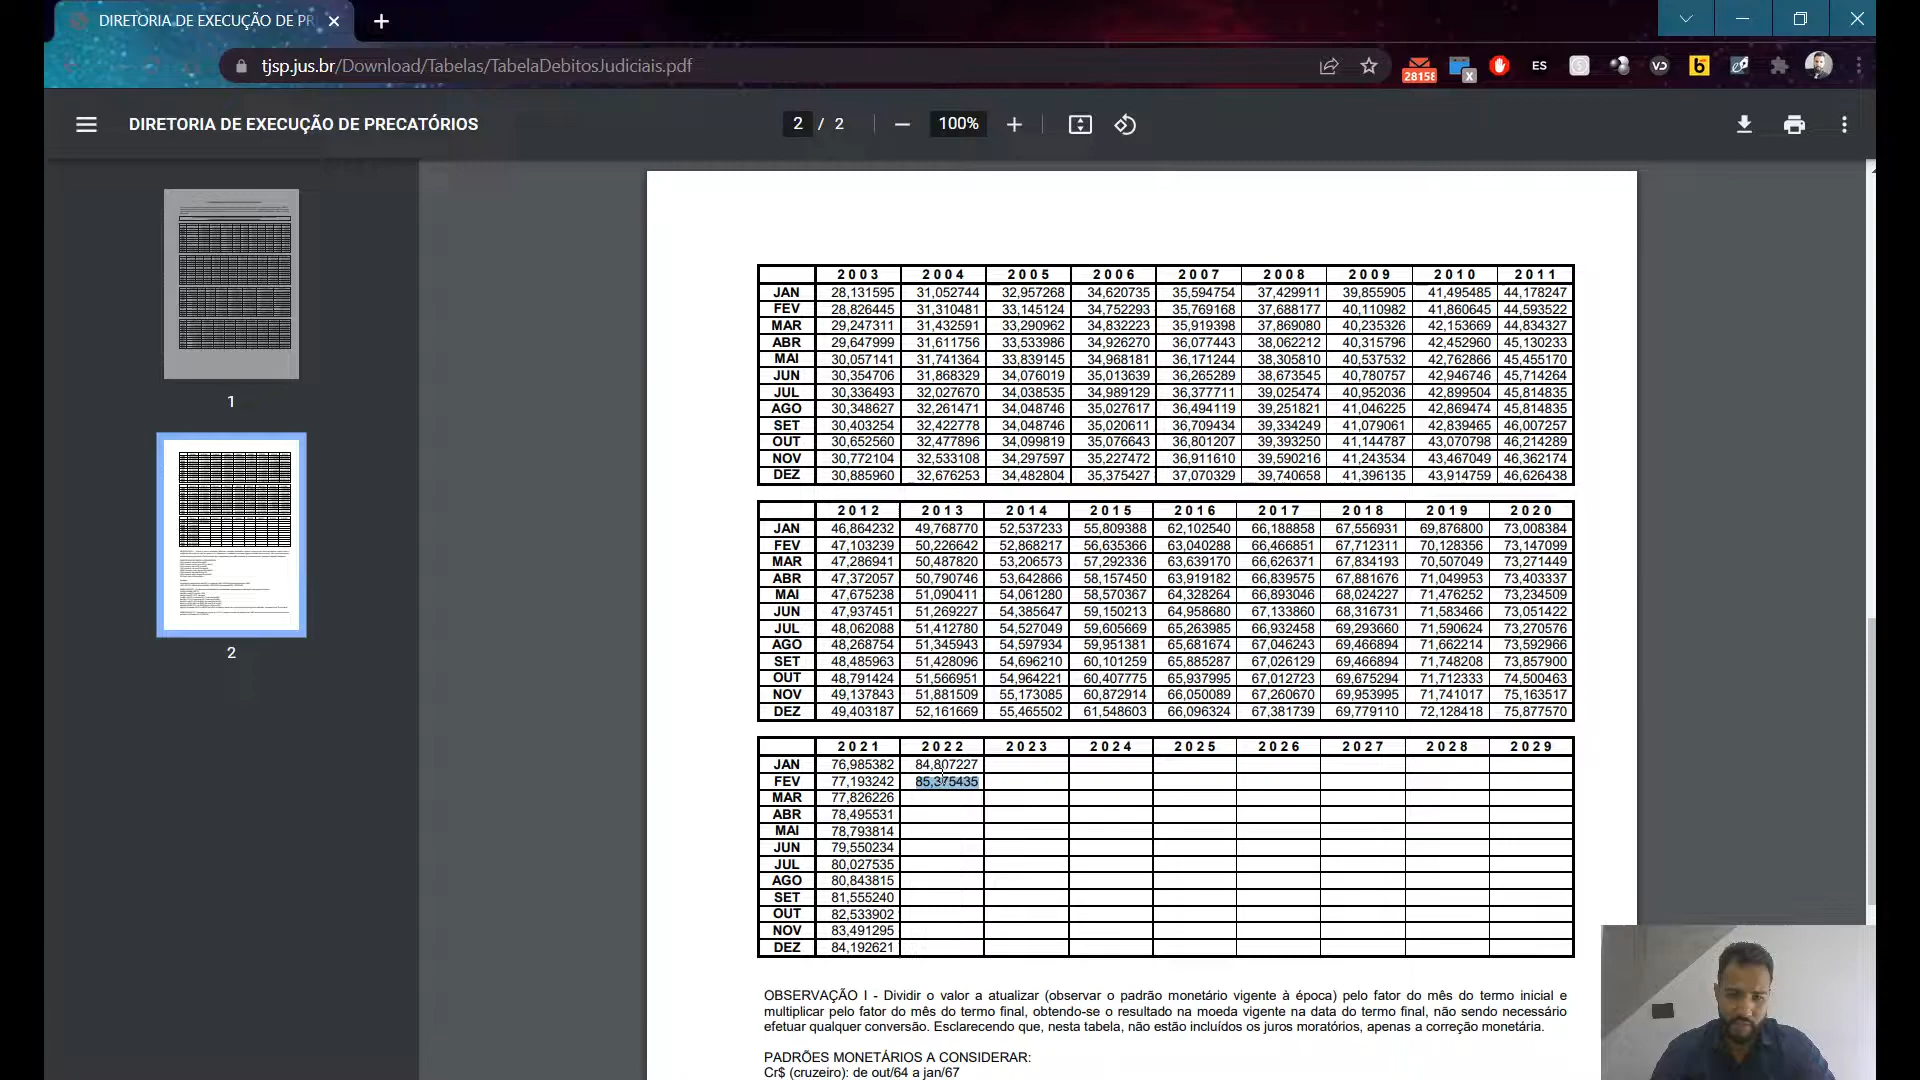 DIRETORIA DE EXECUÇÃO DE PR
tjsp.jus.br/Download/Tabelas/TabelaDebitosJudiciais.pdf
28158
X
ES
VD
b
DIRETORIA DE EXECUÇÃO DE PRECATÓRIOS
2 / 2
100%
1
2
2003 2004 2005 2006 2007 2008 2009 2010 2011
JAN 28,131595 31,052744 32,957268 34,620735 35,594754 37,429911 39,855905 41,495485 44,178247
FEV 28,826445 31,310481 33,145124 34,752293 35,769168 37,688177 40,110982 41,860645 44,593522
MAR 29,247311 31,432591 33,290962 34,832223 35,919398 37,869080 40,235326 42,153669 44,834327
ABR 29,647999 31,611756 33,533986 34,926270 36,077443 38,062212 40,315796 42,452960 45,130233
MAI 30,057141 31,741364 33,839145 34,968181 36,171244 38,305810 40,537532 42,762866 45,455170
JUN 30,354706 31,868329 34,076019 35,013639 36,265289 38,673545 40,780757 42,946746 45,714264
JUL 30,336493 32,027670 34,038535 34,989129 36,377711 39,025474 40,952036 42,899504 45,814835
AGO 30,348627 32,261471 34,048746 35,027617 36,494119 39,251821 41,046225 42,869474 45,814835
SET 30,403254 32,422778 34,048746 35,020611 36,709434 39,334249 41,079061 42,839465 46,007257
OUT 30,652560 32,477896 34,099819 35,076643 36,801207 39,393250 41,144787 43,070798 46,214289
NOV 30,772104 32,533108 34,297597 35,227472 36,911610 39,590216 41,243534 43,467049 46,362174
DEZ 30,885960 32,676253 34,482804 35,375427 37,070329 39,740658 41,396135 43,914759 46,626438
2012 2013 2014 2015 2016 2017 2018 2019 2020
JAN 46,864232 49,768770 52,537233 55,809388 62,102540 66,188858 67,556931 69,876800 73,008384
FEV 47,103239 50,226642 52,868217 56,635366 63,040288 66,466851 67,712311 70,128356 73,147099
MAR 47,286941 50,487820 53,206573 57,292336 63,639170 66,626371 67,834193 70,507049 73,271449
ABR 47,372057 50,790746 53,642866 58,157450 63,919182 66,839575 67,881676 71,049953 73,403337
MAI 47,675238 51,090411 54,061280 58,570367 64,328264 66,893046 68,024227 71,476252 73,234509
JUN 47,937451 51,269227 54,385647 59,150213 64,958680 67,133860 68,316731 71,583466 73,051422
JUL 48,062088 51,412780 54,527049 59,605669 65,263985 66,932458 69,293660 71,590624 73,270576
AGO 48,268754 51,345943 54,597934 59,951381 65,681674 67,046243 69,466894 71,662214 73,592966
SET 48,485963 51,428096 54,696210 60,101259 65,885287 67,026129 69,466894 71,748208 73,857900
OUT 48,791424 51,566951 54,964221 60,407775 65,937995 67,012723 69,675294 71,712333 74,500463
NOV 49,137843 51,881509 55,173085 60,872914 66,050089 67,260670 69,953995 71,741017 75,163517
DEZ 49,403187 52,161669 55,465502 61,548603 66,096324 67,381739 69,779110 72,128418 75,877570
2021 2022 2023 2024 2025 2026 2027 2028 2029
JAN 76,985382 84,807227
FEV 77,193242 85,375435
MAR 77,826226
ABR 78,495531
MAI 78,793814
JUN 79,550234
JUL 80,027535
AGO 80,843815
SET 81,555240
OUT 82,533902
NOV 83,491295
DEZ 84,192621
OBSERVAÇÃO I - Dividir o valor a atualizar (observar o padrão monetário vigente à época) pelo fator do mês do termo inicial e
multiplicar pelo fator do mês do termo final, obtendo-se o resultado na moeda vigente na data do termo final, não sendo necessário
efetuar qualquer conversão. Esclarecendo que, nesta tabela, não estão incluídos os juros moratórios, apenas a correção monetária.
PADRÕES MONETÁRIOS A CONSIDERAR:
Cr$ (cruzeiro): de out/64 a jan/67